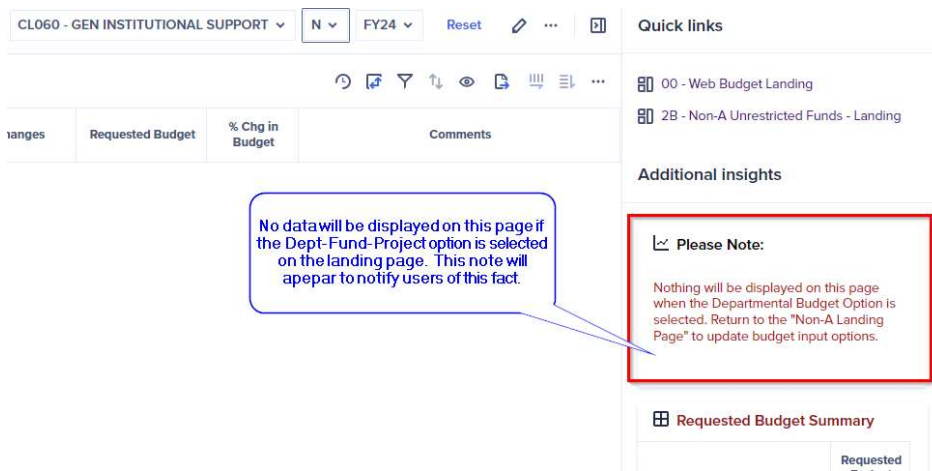 CL060 - GEN INSTITUTIONAL SUPPORT N FY24 Reset
Quick links
00 - Web Budget Landing
2B - Non-A Unrestricted Funds - Landing
hanges Requested Budget % Chg in Budget Comments
Additional insights
No data will be displayed on this page if
the Dept-Fund-Project option is selected
on the landing page. This note will
apepar to notify users of this fact.
Please Note:
Nothing will be displayed on this page
when the Departmental Budget Option is
selected. Return to the "Non-A Landing
Page" to update budget input options.
Requested Budget Summary
Requested